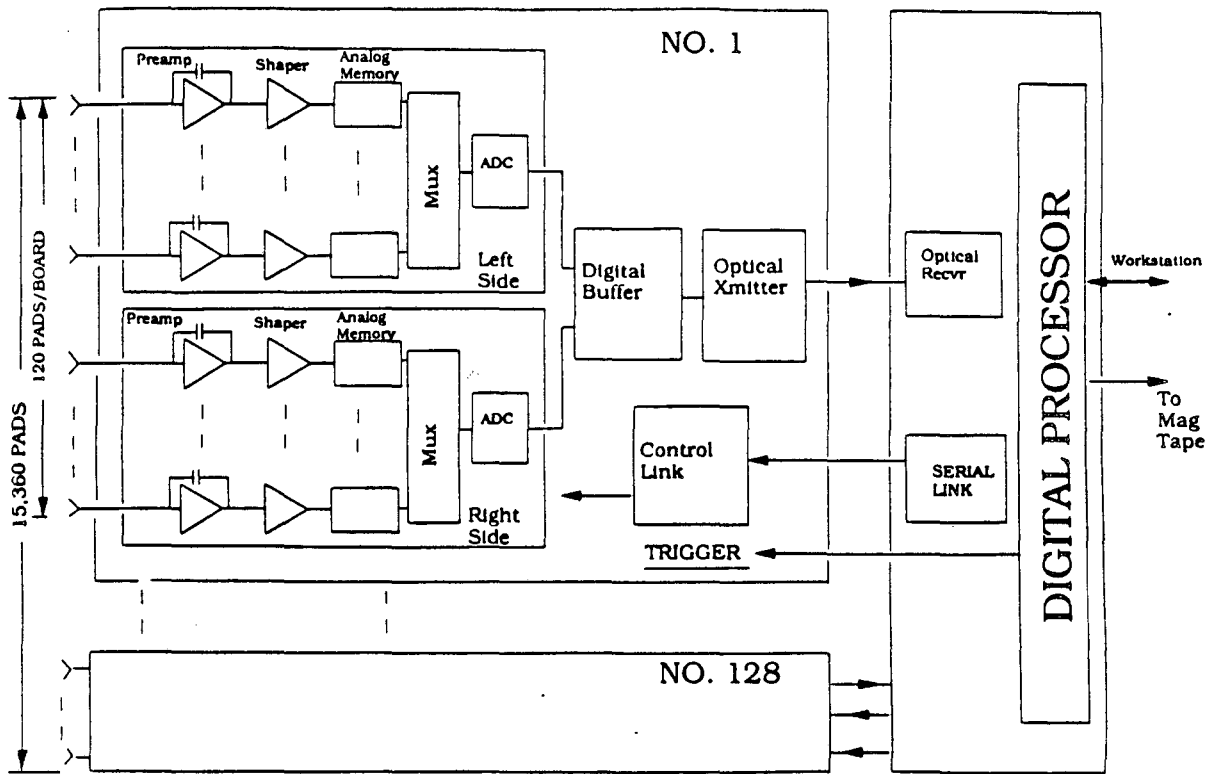 NO. 1
Preamp
Shaper
Analog
Memory
Mux
ADC
Left
Side
Preamp
Shaper
Analog
Memory
Mux
ADC
Right
Side
Digital
Buffer
Optical
Xmitter
Control
Link
TRIGGER
Optical
Recvr
SERIAL
LINK
DIGITAL PROCESSOR
Workstation
To
Mag
Tape
15,360 PADS
120 PADS/BOARD
NO. 128